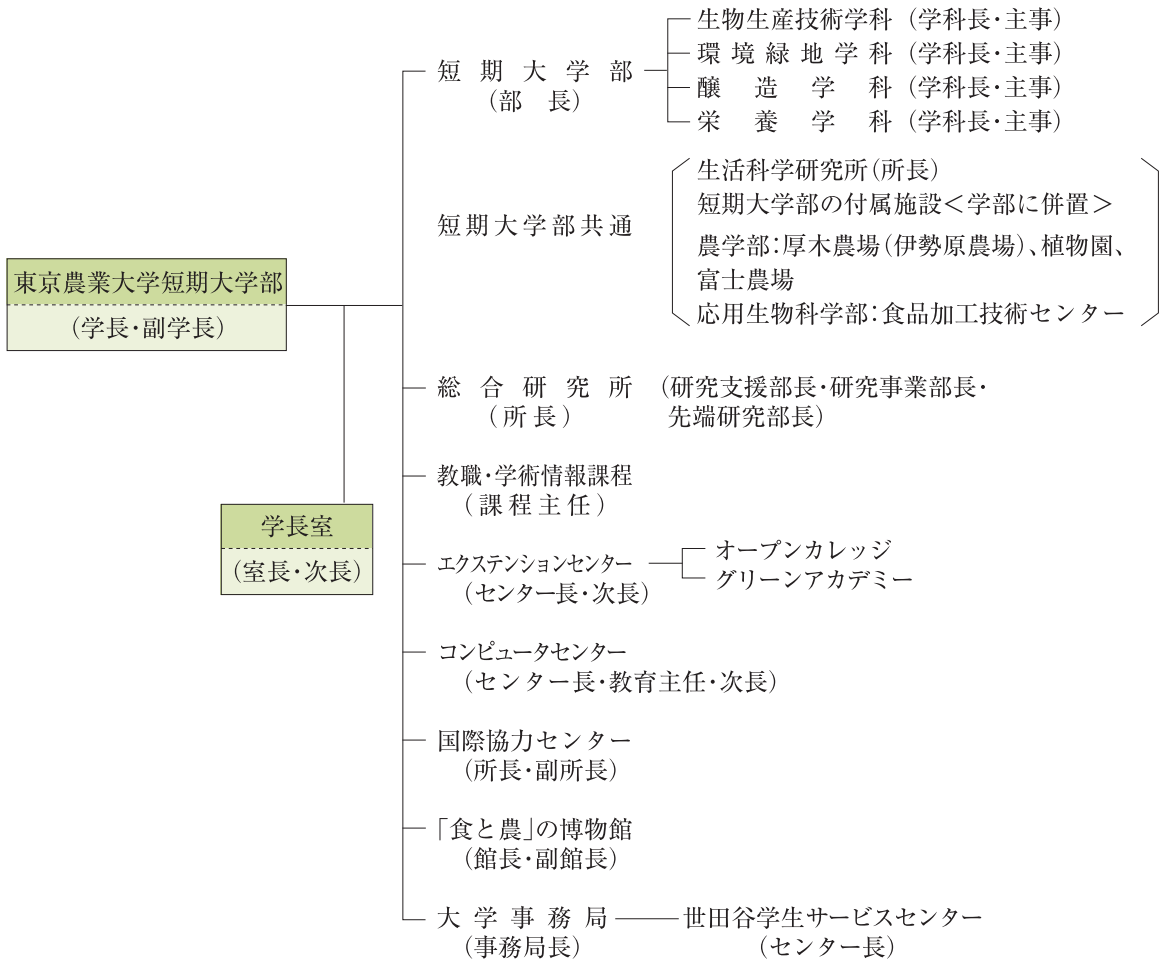 東京農業大学短期大学部
（学長・副学長）
学長室
（室長・次長）
短期大学部
（部　長）
生物生産技術学科（学科長・主事）
環境緑地学科（学科長・主事）
醸造学科（学科長・主事）
栄養学科（学科長・主事）
短期大学部共通
生活科学研究所（所長）
短期大学部の付属施設＜学部に併置＞
農学部：厚木農場（伊勢原農場）、植物園、
富士農場
応用生物科学部：食品加工技術センター
総合研究所（研究支援部長・研究事業部長・
（所長）先端研究部長）
教職・学術情報課程
（課程主任）
エクステンションセンター
（センター長・次長）
オープンカレッジ
グリーンアカデミー
コンピュータセンター
（センター長・教育主任・次長）
国際協力センター
（所長・副所長）
「食と農」の博物館
（館長・副館長）
大学事務局
（事務局長）
世田谷学生サービスセンター
（センター長）